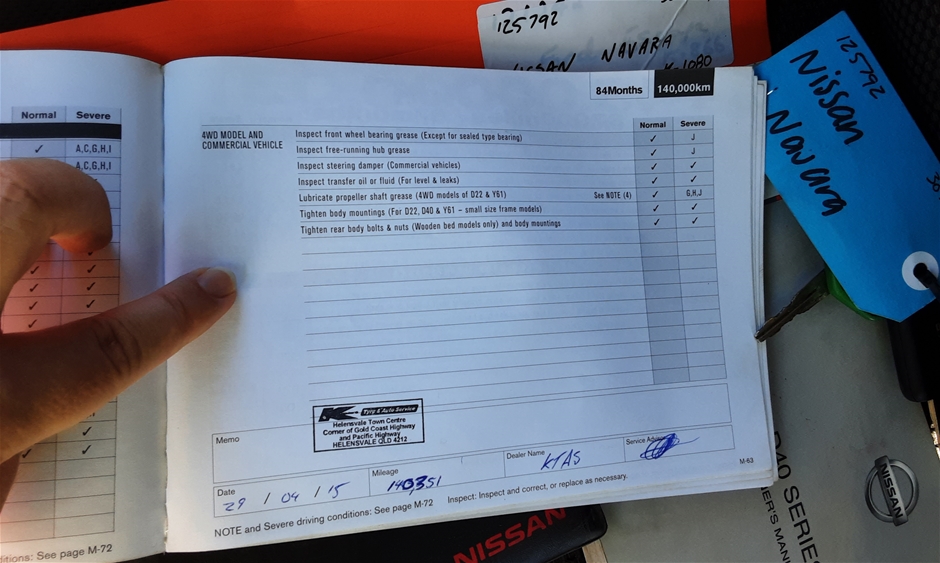 125792
NISSAN NAVARA
K-1080
125792
Nissan
Navara
Normal Severe
✓ A,C,G,H,I
A,C,G,H,I
✓ ✓
✓ ✓
✓ ✓
✓
✓
✓
See page M-72
84Months 140,000km
Normal Severe
4WD MODEL AND
COMMERCIAL VEHICLE
Inspect front wheel bearing grease (Except for sealed type bearing) ✓ J
Inspect free-running hub grease ✓ J
Inspect steering damper (Commercial vehicles) ✓ ✓
Inspect transfer oil or fluid (For level & leaks) ✓ ✓
Lubricate propeller shaft grease (4WD models of D22 & Y61) See NOTE (4) ✓ G,H,J
Tighten body mountings (For D22, D40 & Y61 – small size frame models) ✓ ✓
Tighten rear body bolts & nuts (Wooden bed models only) and body mountings ✓ ✓
Memo
K Tyre & Auto Service
Helensvale Town Centre
Corner of Gold Coast Highway
and Pacific Highway
HELENSVALE QLD 4212
Date 29 / 04 / 15
Mileage 140351
Dealer Name KTAS
Service Advisor
M-63
NOTE and Severe driving conditions: See page M-72 Inspect: Inspect and correct, or replace as necessary.
NISSAN
D40 SERIES
OWNER'S MANUAL
NISSAN